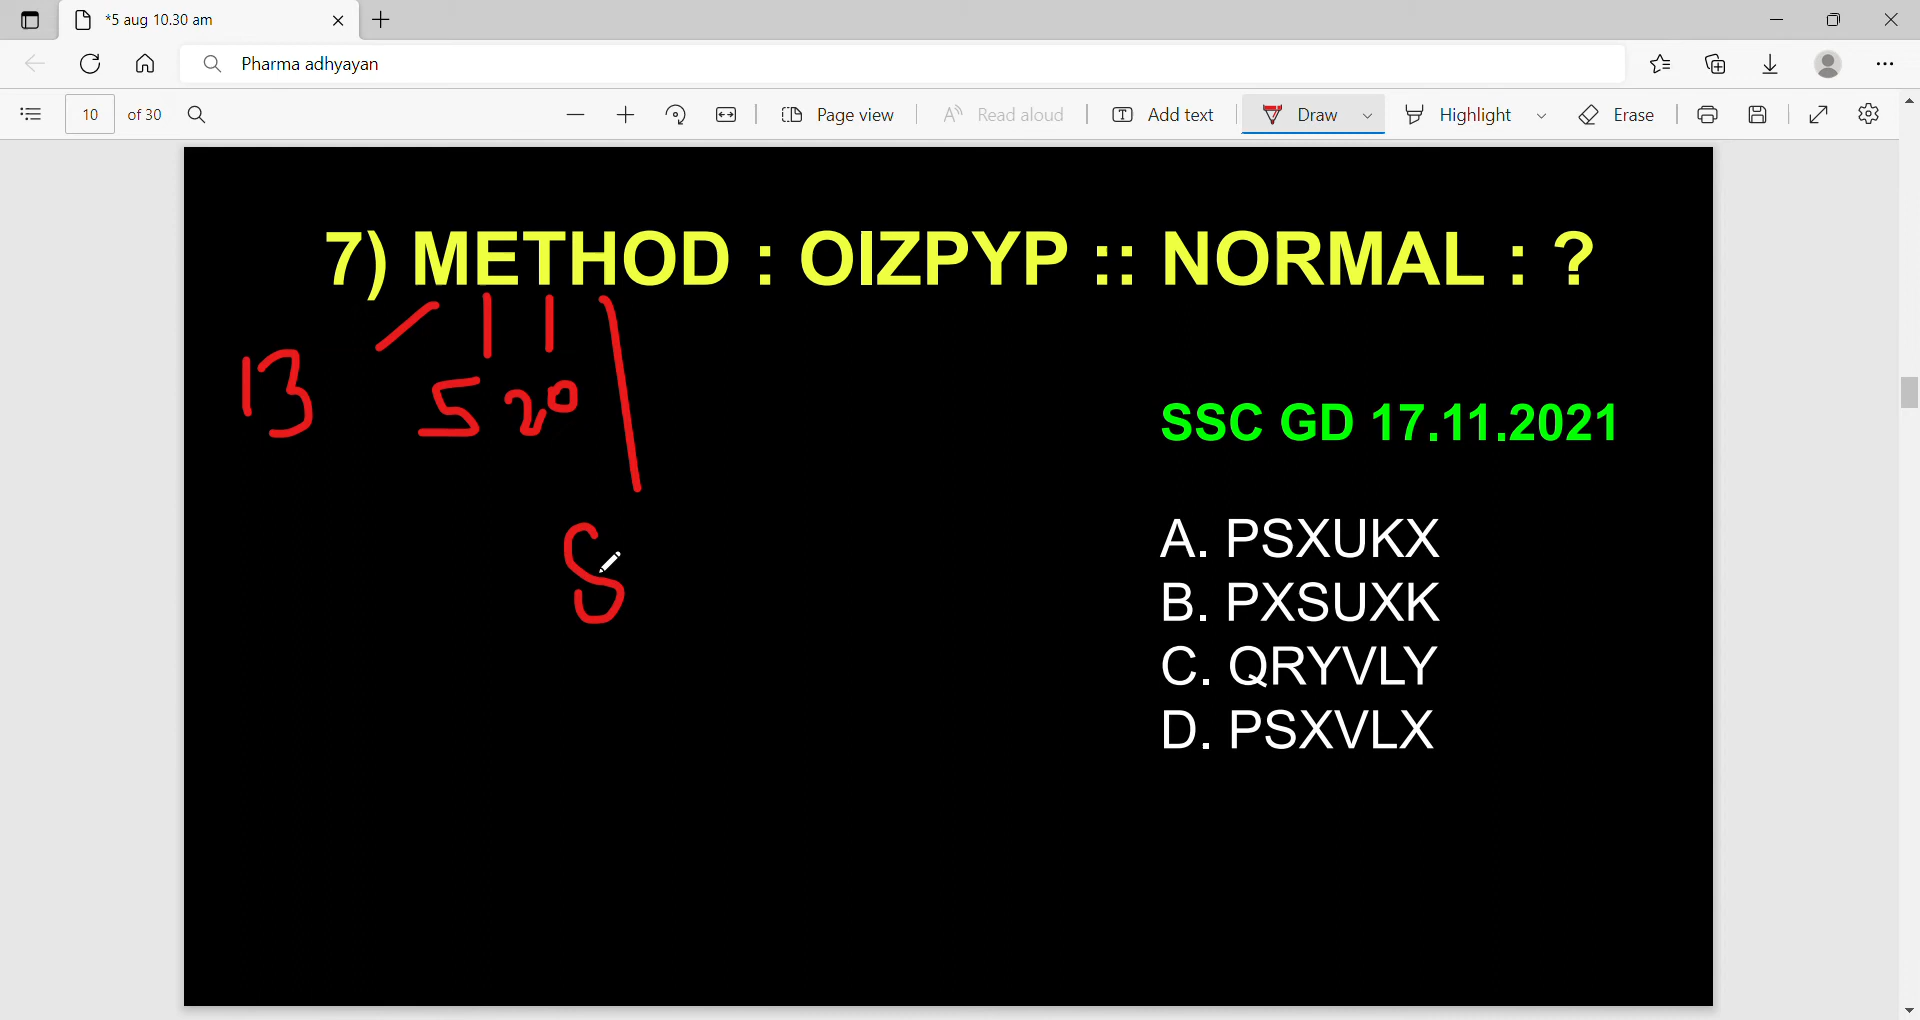 *5 aug 10.30 am
Pharma adhyayan
10 of 30 Page view Read aloud Add text Draw Highlight Erase
7) METHOD : OIZPYP :: NORMAL : ?
13 5 20
8
SSC GD 17.11.2021
A. PSXUKX
B. PXSUXK
C. QRYVLY
D. PSXVLX